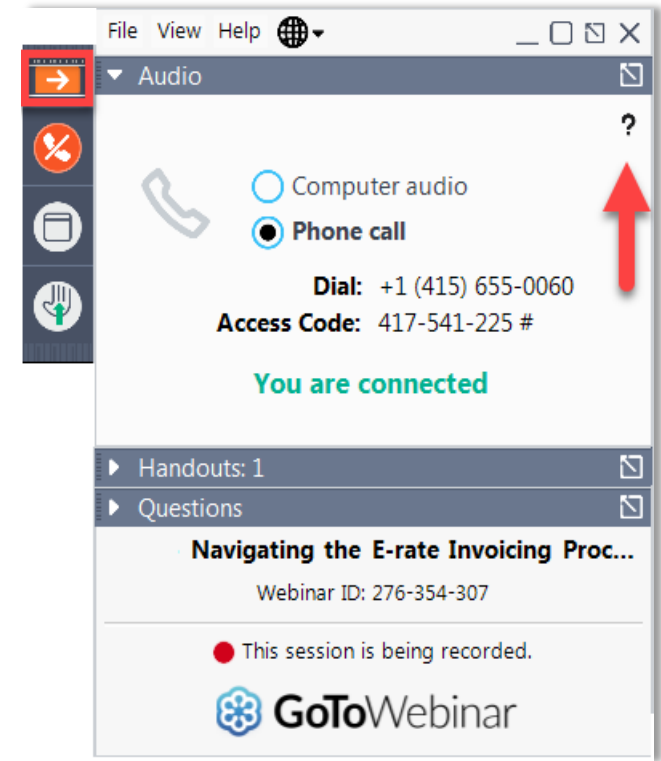 File View Help
Audio
?
Computer audio
Phone call
Dial: +1 (415) 655-0060
Access Code: 417-541-225 #
You are connected
Handouts: 1
Questions
Navigating the E-rate Invoicing Proc...
Webinar ID: 276-354-307
This session is being recorded.
GoToWebinar